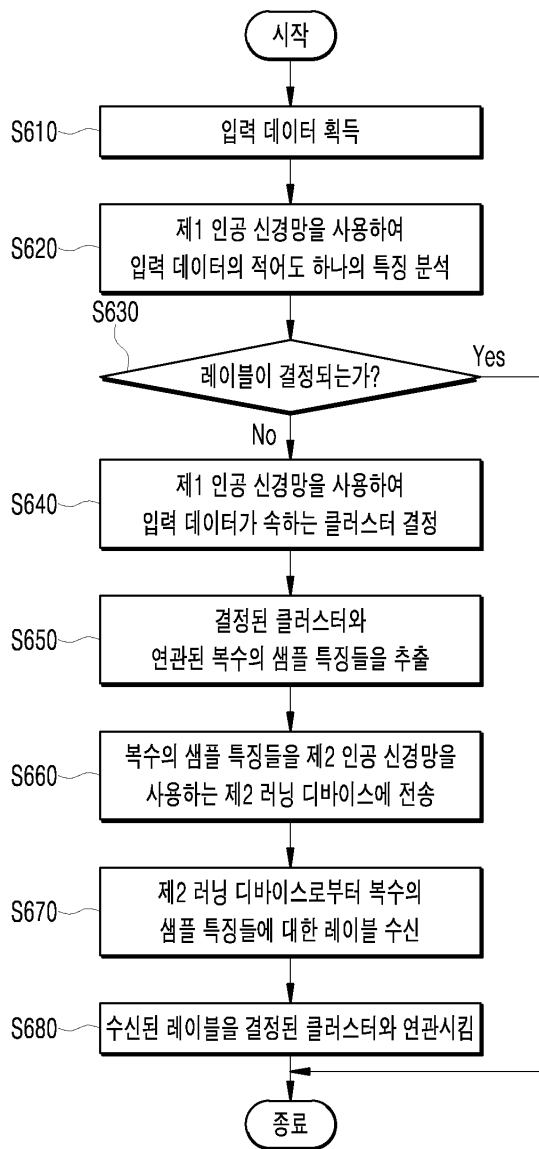 시작
S610
입력 데이터 획득
S620
제1 인공 신경망을 사용하여
입력 데이터의 적어도 하나의 특징 분석
S630
레이블이 결정되는가?
Yes
No
S640
제1 인공 신경망을 사용하여
입력 데이터가 속하는 클러스터 결정
S650
결정된 클러스터와
연관된 복수의 샘플 특징들을 추출
S660
복수의 샘플 특징들을 제2 인공 신경망을
사용하는 제2 러닝 디바이스에 전송
S670
제2 러닝 디바이스로부터 복수의
샘플 특징들에 대한 레이블 수신
S680
수신된 레이블을 결정된 클러스터와 연관시킴
종료